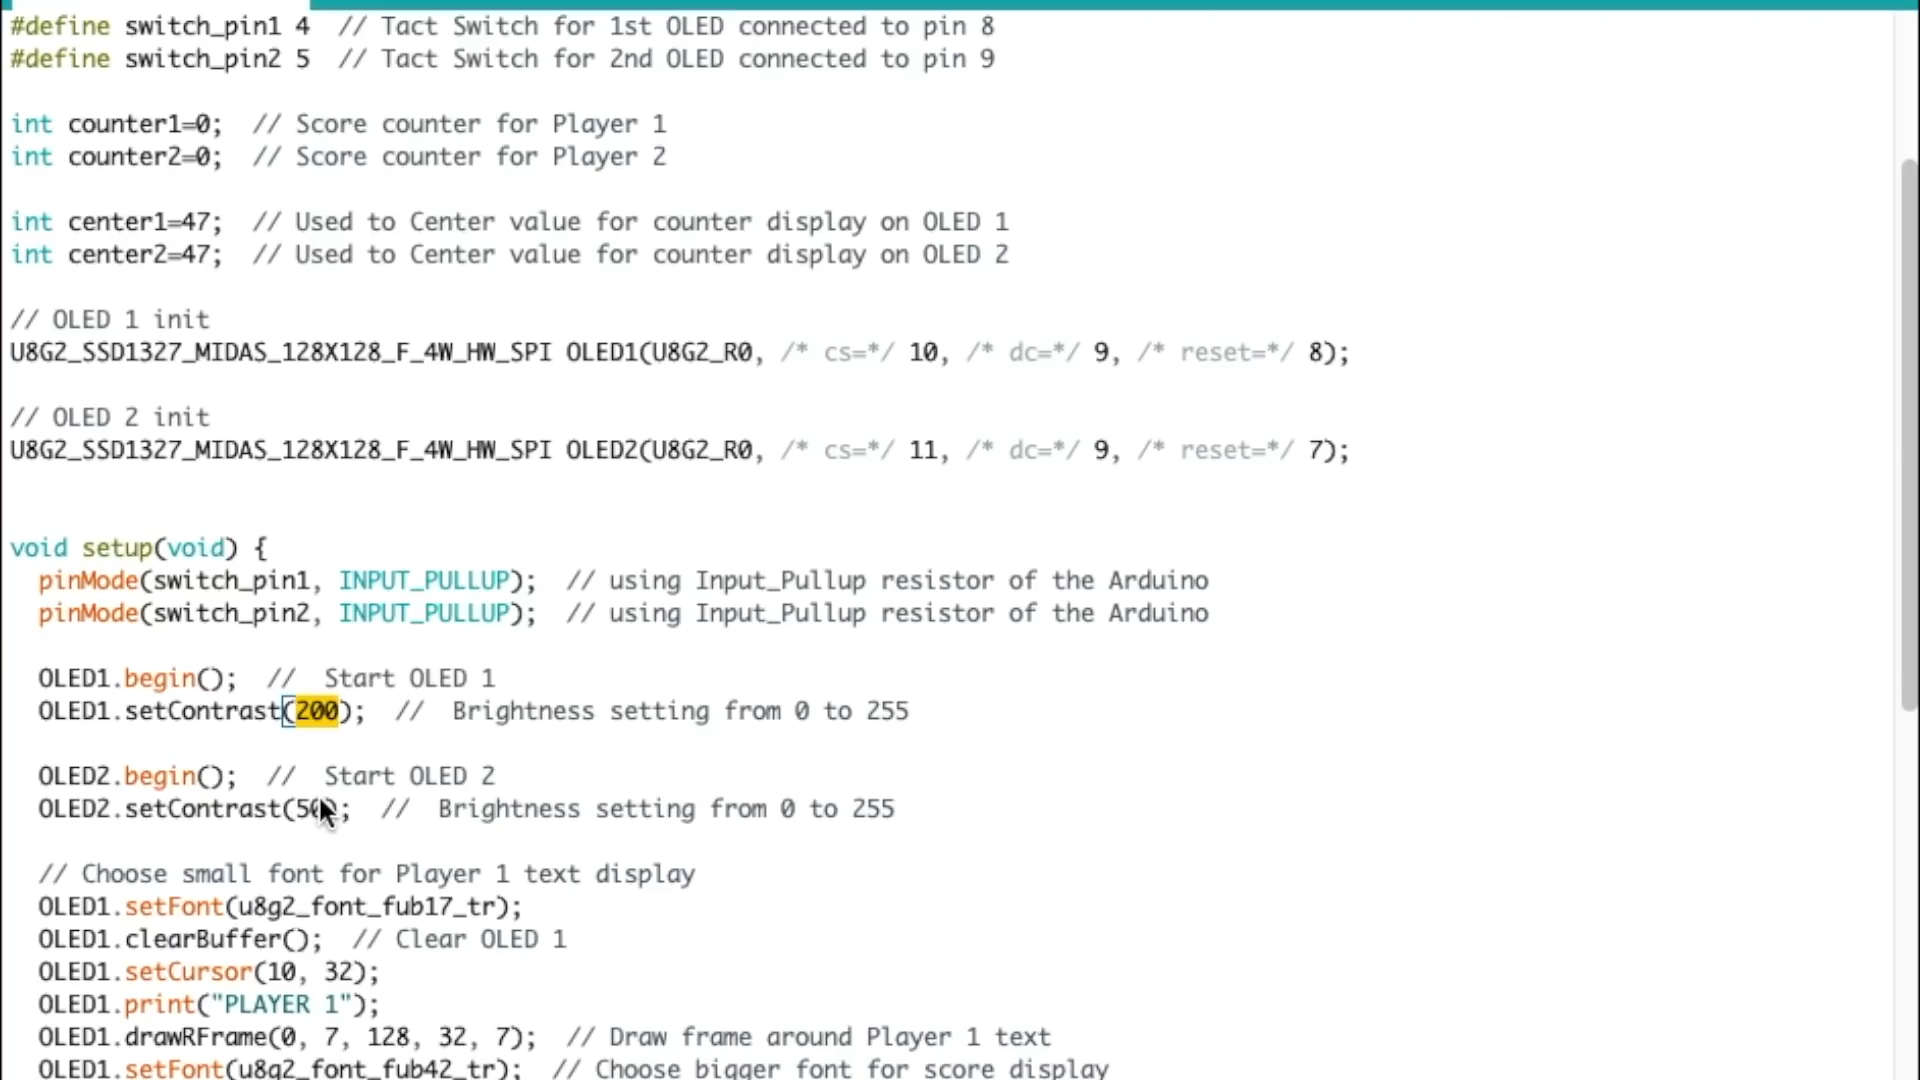 #define switch_pin1 4  // Tact Switch for 1st OLED connected to pin 8
#define switch_pin2 5  // Tact Switch for 2nd OLED connected to pin 9
int counter1=0;  // Score counter for Player 1
int counter2=0;  // Score counter for Player 2
int center1=47;  // Used to Center value for counter display on OLED 1
int center2=47;  // Used to Center value for counter display on OLED 2
// OLED 1 init
U8G2_SSD1327_MIDAS_128X128_F_4W_HW_SPI OLED1(U8G2_R0, /* cs=*/ 10, /* dc=*/ 9, /* reset=*/ 8);
// OLED 2 init
U8G2_SSD1327_MIDAS_128X128_F_4W_HW_SPI OLED2(U8G2_R0, /* cs=*/ 11, /* dc=*/ 9, /* reset=*/ 7);
void setup(void) {
  pinMode(switch_pin1, INPUT_PULLUP);  // using Input_Pullup resistor of the Arduino
  pinMode(switch_pin2, INPUT_PULLUP);  // using Input_Pullup resistor of the Arduino
  OLED1.begin();  //  Start OLED 1
  OLED1.setContrast(200);  //  Brightness setting from 0 to 255
  OLED2.begin();  //  Start OLED 2
  OLED2.setContrast(50);  //  Brightness setting from 0 to 255
  // Choose small font for Player 1 text display
  OLED1.setFont(u8g2_font_fub17_tr);
  OLED1.clearBuffer();  // Clear OLED 1
  OLED1.setCursor(10, 32);
  OLED1.print("PLAYER 1");
  OLED1.drawRFrame(0, 7, 128, 32, 7);  // Draw frame around Player 1 text
  OLED1.setFont(u8g2_font_fub42_tr);  // Choose bigger font for score display